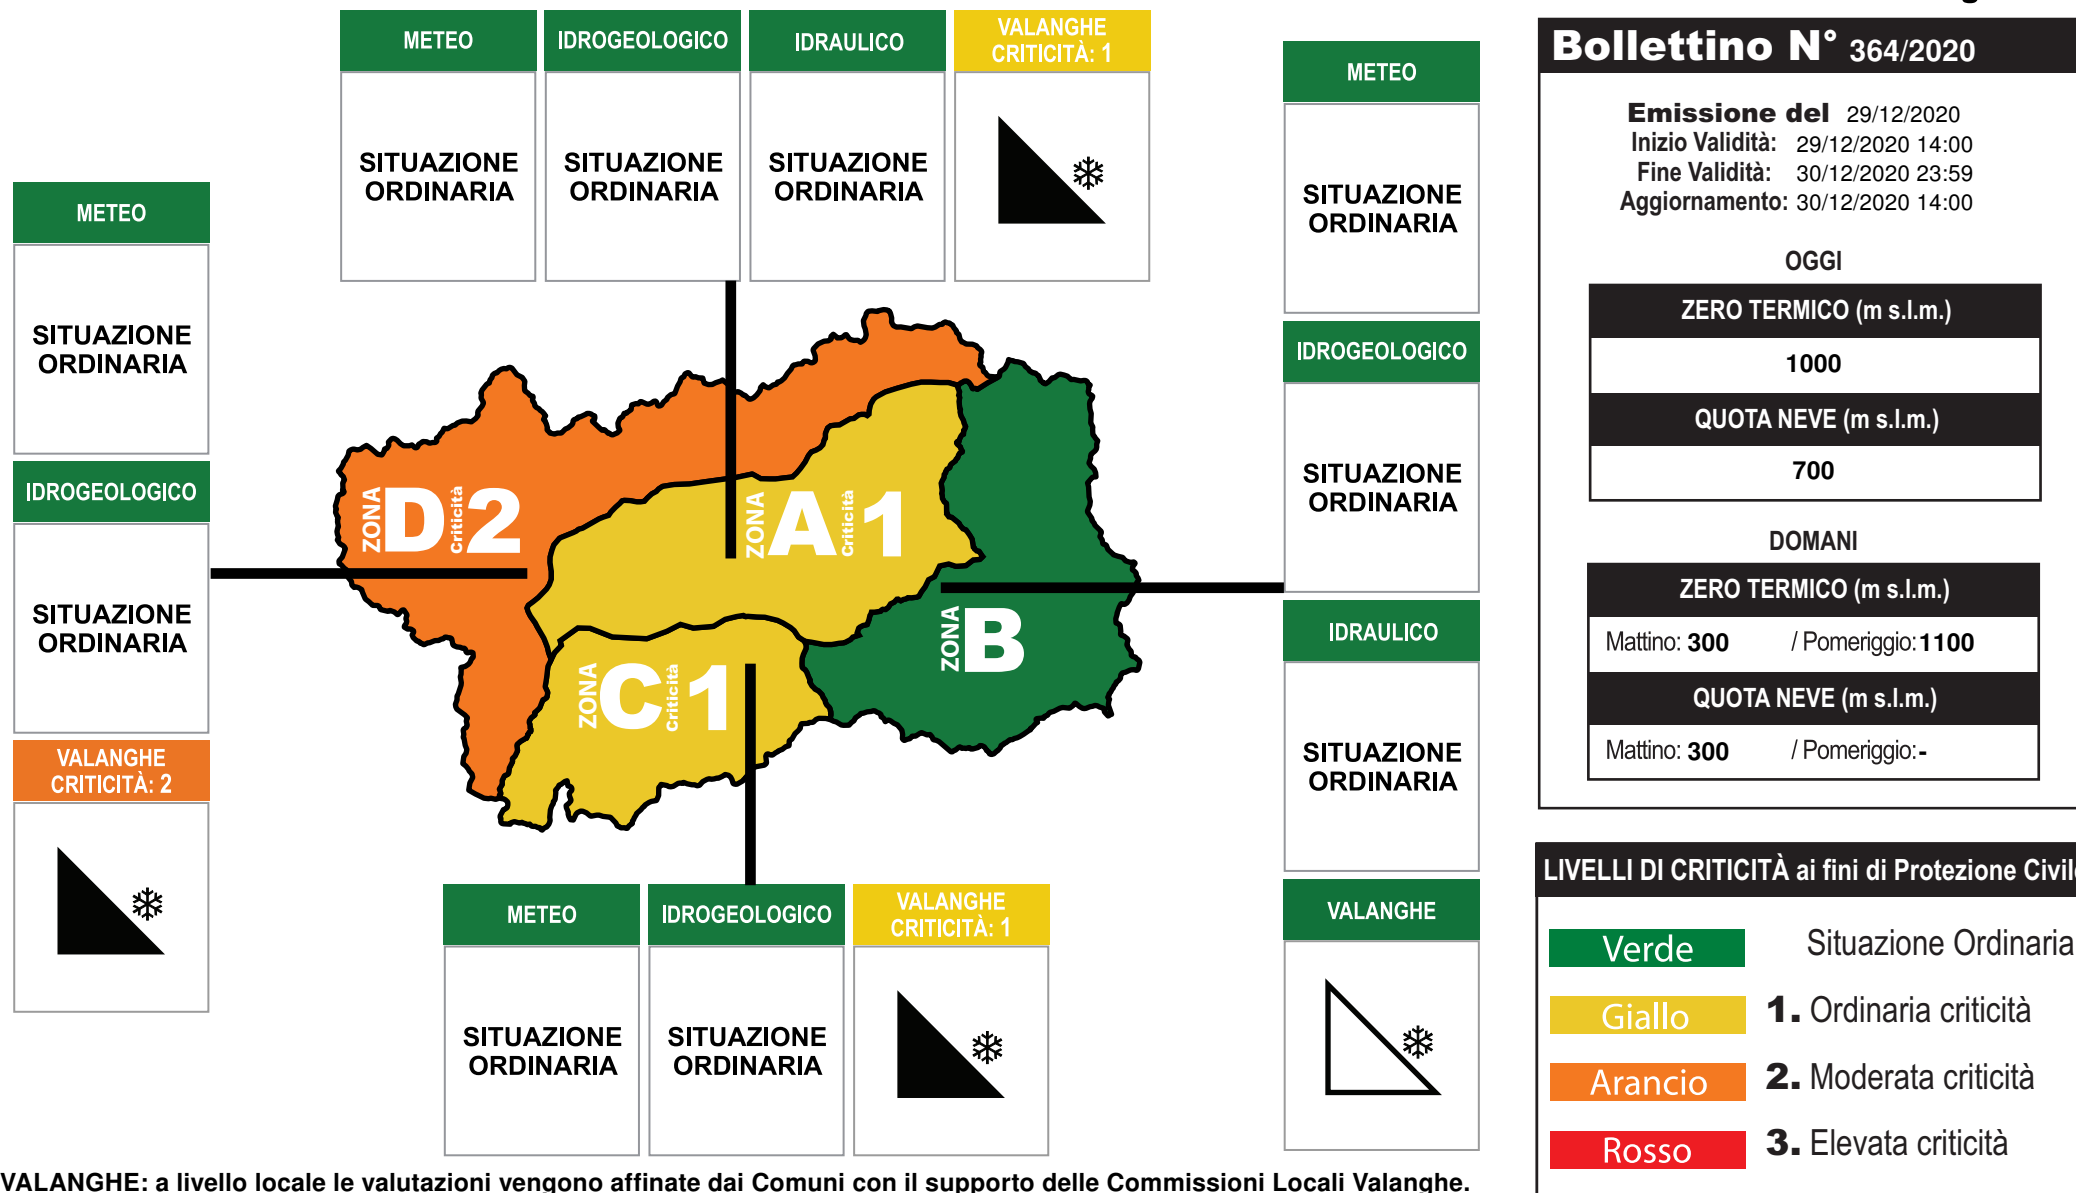 METEO
IDROGEOLOGICO
IDRAULICO
VALANGHE
CRITICITÀ: 1
SITUAZIONE
ORDINARIA
SITUAZIONE
ORDINARIA
SITUAZIONE
ORDINARIA
METEO
SITUAZIONE
ORDINARIA
IDROGEOLOGICO
SITUAZIONE
ORDINARIA
VALANGHE
CRITICITÀ: 2
ZONA D Criticità 2
ZONA A Criticità 1
ZONA C Criticità 1
ZONA B
METEO
IDROGEOLOGICO
VALANGHE
CRITICITÀ: 1
SITUAZIONE
ORDINARIA
SITUAZIONE
ORDINARIA
METEO
SITUAZIONE
ORDINARIA
IDROGEOLOGICO
SITUAZIONE
ORDINARIA
IDRAULICO
SITUAZIONE
ORDINARIA
VALANGHE
Bollettino N° 364/2020
Emissione del 29/12/2020
Inizio Validità: 29/12/2020 14:00
Fine Validità: 30/12/2020 23:59
Aggiornamento: 30/12/2020 14:00
OGGI
ZERO TERMICO (m s.l.m.)
1000
QUOTA NEVE (m s.l.m.)
700
DOMANI
ZERO TERMICO (m s.l.m.)
Mattino: 300 / Pomeriggio: 1100
QUOTA NEVE (m s.l.m.)
Mattino: 300 / Pomeriggio: -
LIVELLI DI CRITICITÀ ai fini di Protezione Civile
Verde Situazione Ordinaria
Giallo 1. Ordinaria criticità
Arancio 2. Moderata criticità
Rosso 3. Elevata criticità
VALANGHE: a livello locale le valutazioni vengono affinate dai Comuni con il supporto delle Commissioni Locali Valanghe.